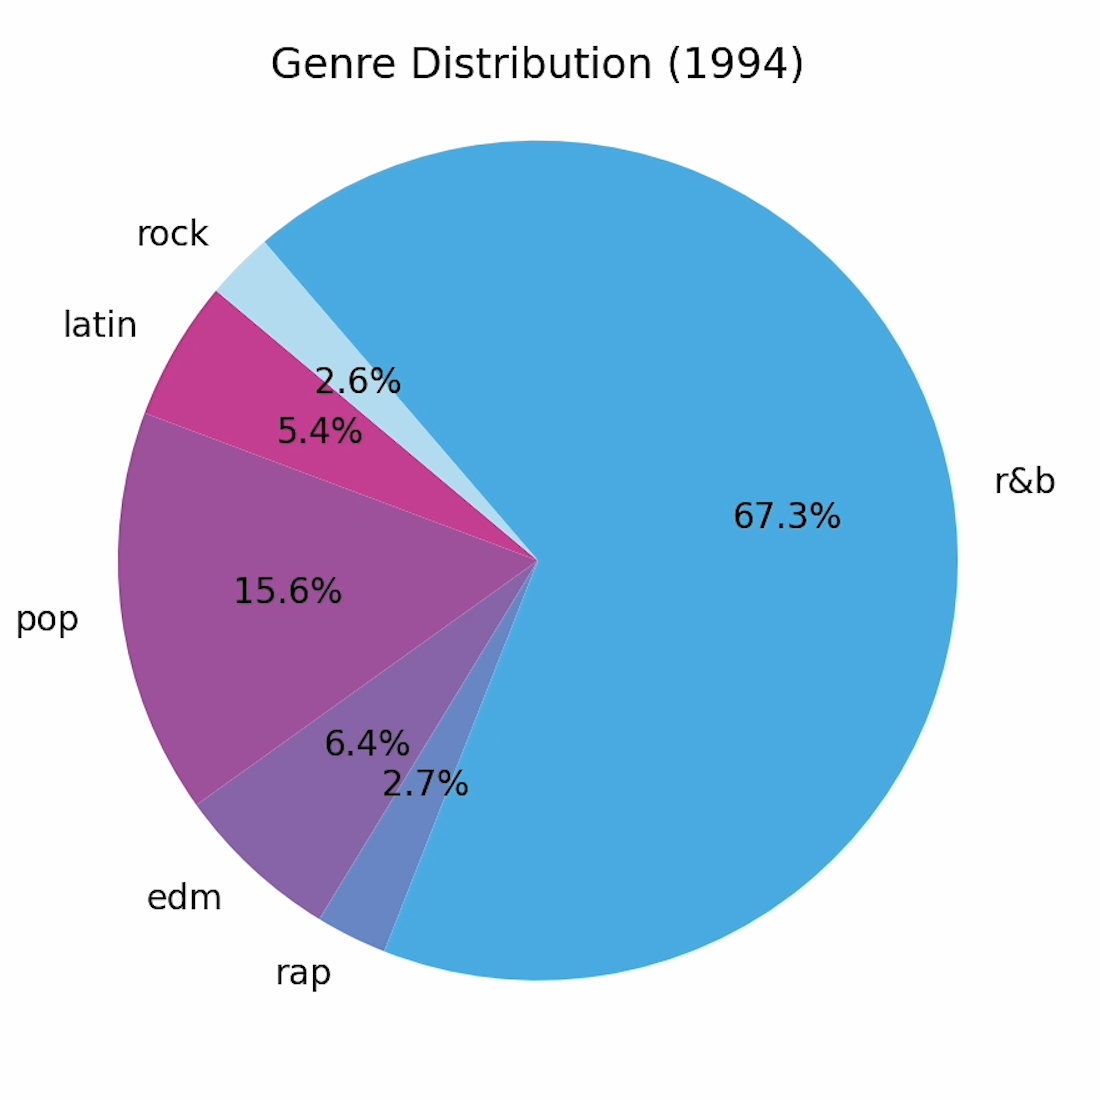 Genre Distribution (1994)
rock
latin
2.6%
5.4%
r&b
67.3%
15.6%
pop
6.4%
2.7%
edm
rap